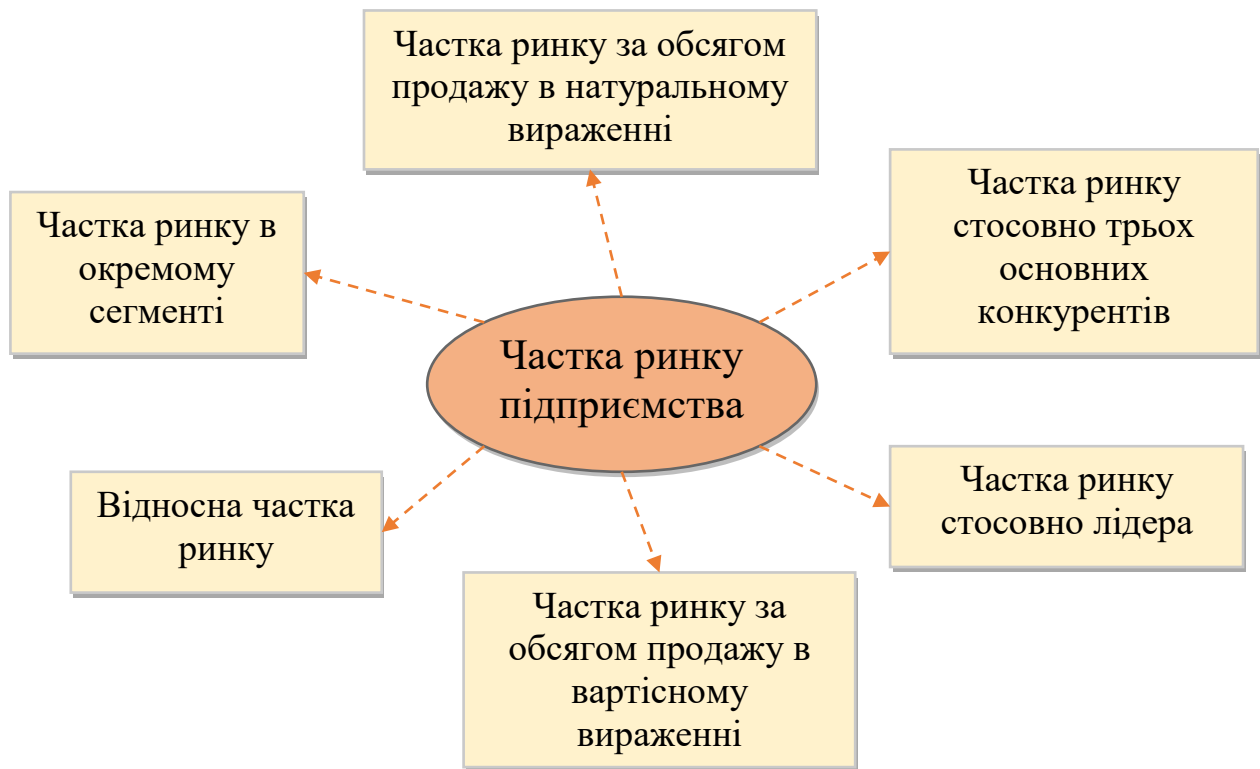 Частка ринку за обсягом
продажу в натуральному
вираженні
Частка ринку
стосовно трьох
основних
конкурентів
Частка ринку в
окремому
сегменті
Частка ринку
підприємства
Відносна частка
ринку
Частка ринку
стосовно лідера
Частка ринку за
обсягом продажу в
вартісному
вираженні